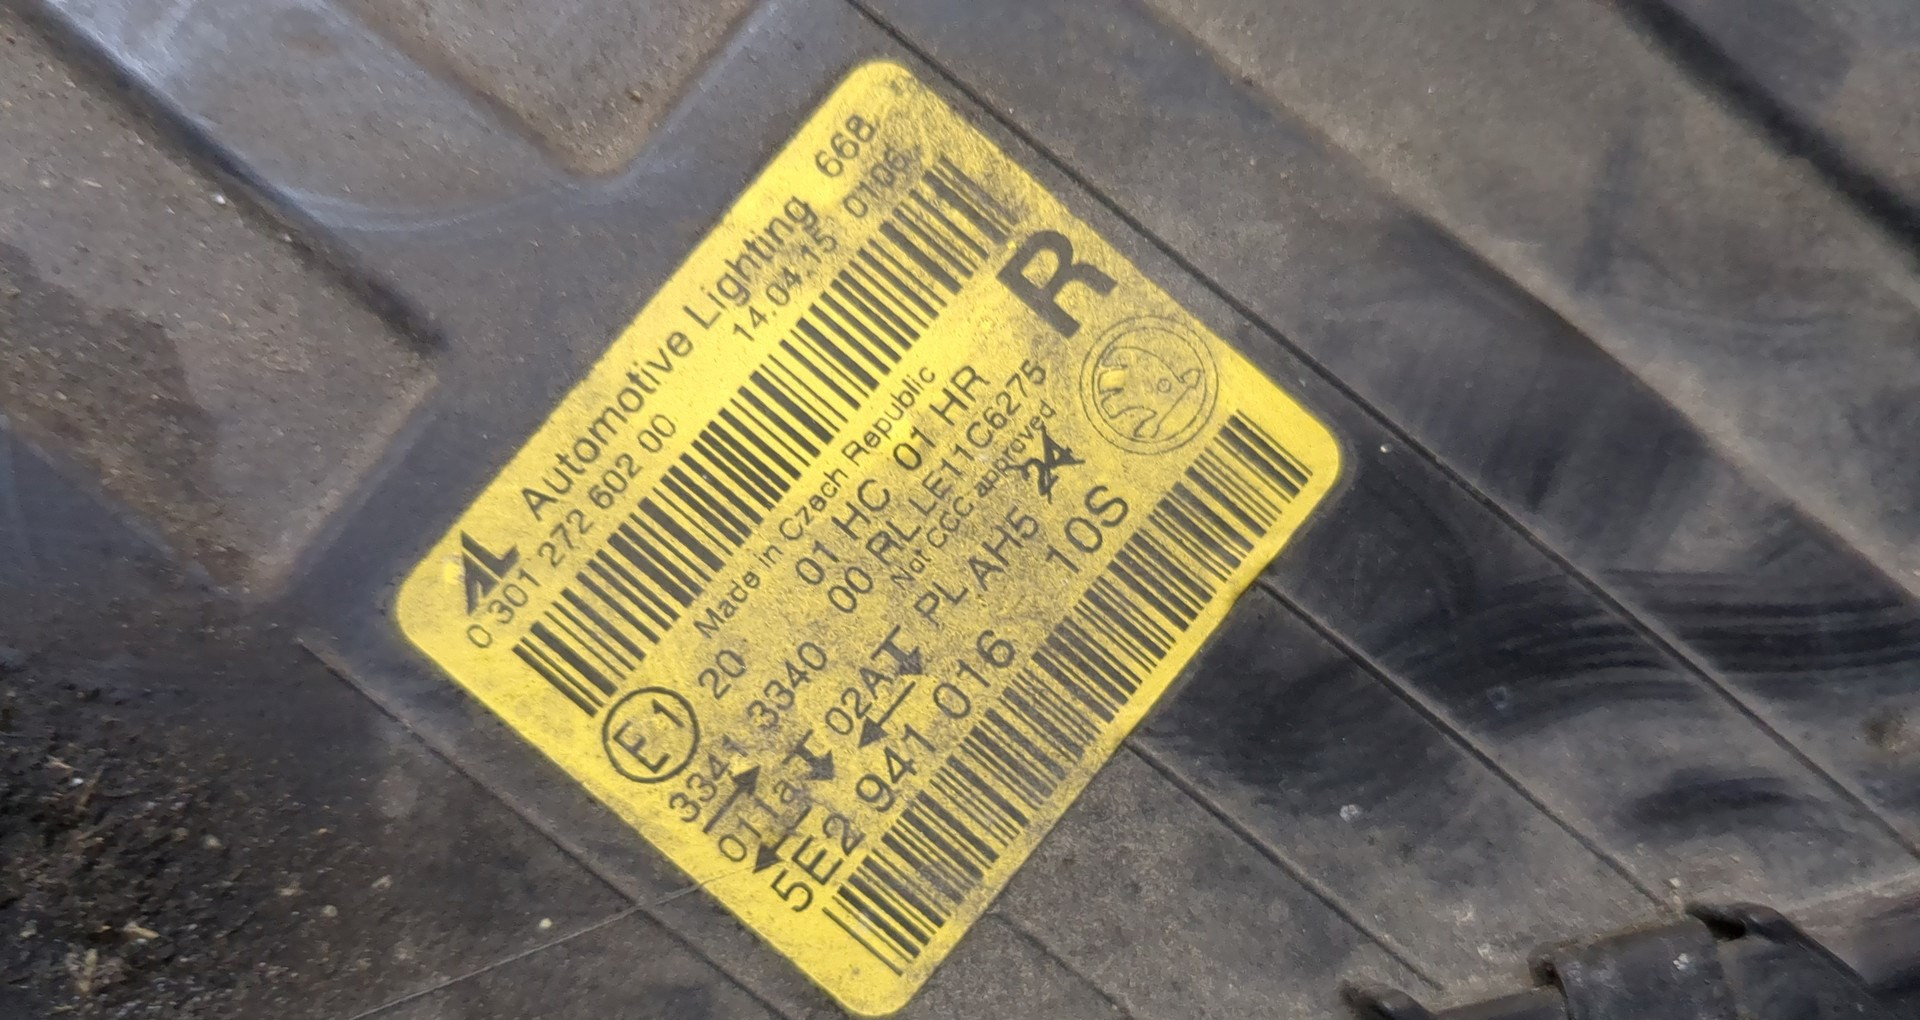 AL Automotive Lighting 668
0 301 272 602 00 14.04.15 0106
R
Made in Czech Republic
E1 20 01 HC 01 HR
3341 3340 00 RL LE11C6275
Not CCC approved
011a 02A PL AH5 24
5E2 941 016 10S